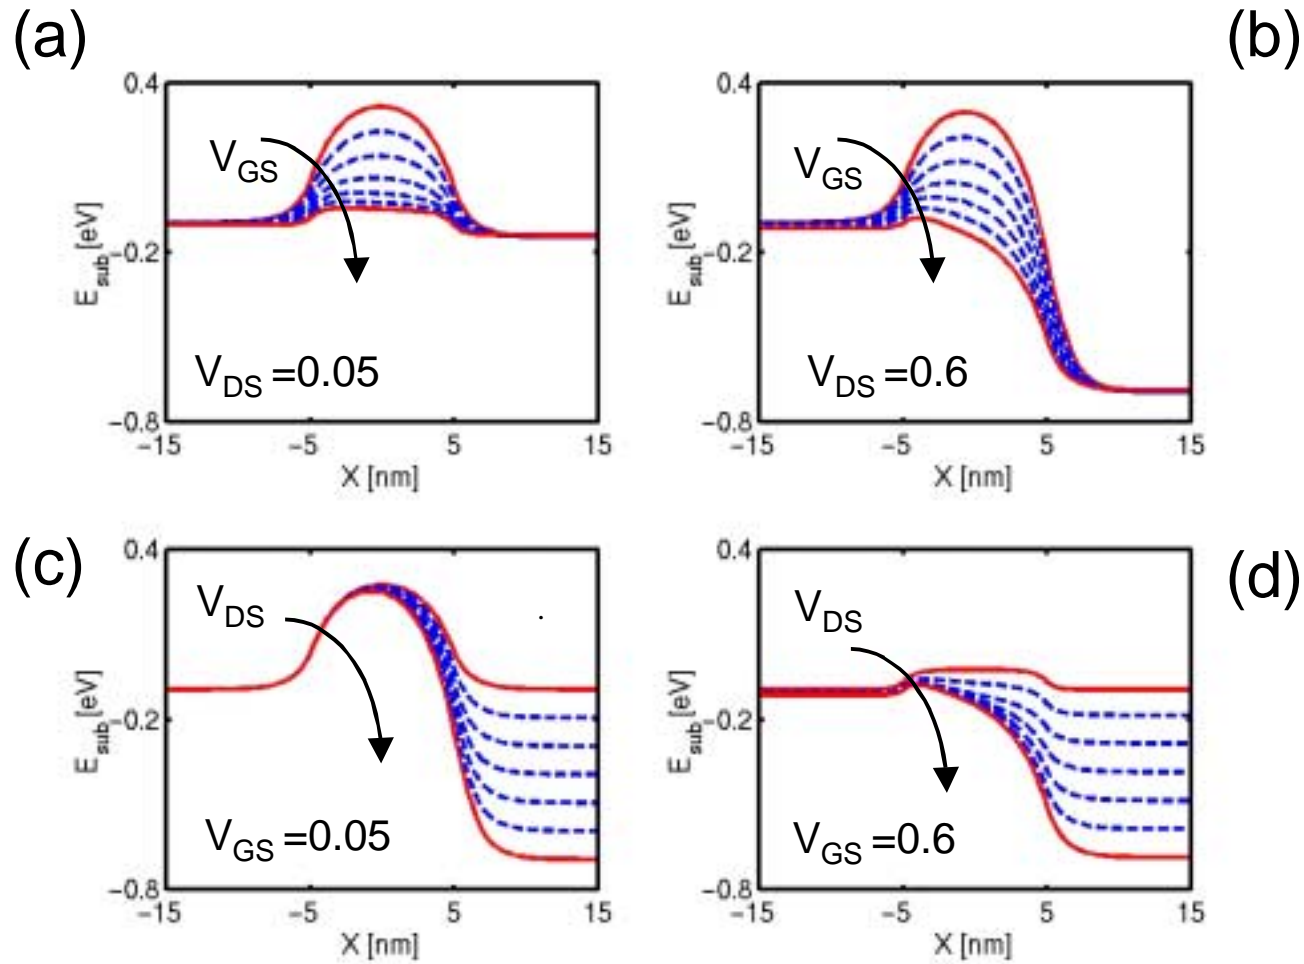 (a)
(b)
0.4
−0.2
−0.8
E_sub [eV]
V_GS
V_DS =0.05
−15 −5 5 15
X [nm]
0.4
−0.2
−0.8
E_sub [eV]
V_GS
V_DS =0.6
−15 −5 5 15
X [nm]
(c)
(d)
0.4
−0.2
−0.8
E_sub [eV]
V_DS
V_GS =0.05
−15 −5 5 15
X [nm]
0.4
−0.2
−0.8
E_sub [eV]
V_DS
V_GS =0.6
−15 −5 5 15
X [nm]